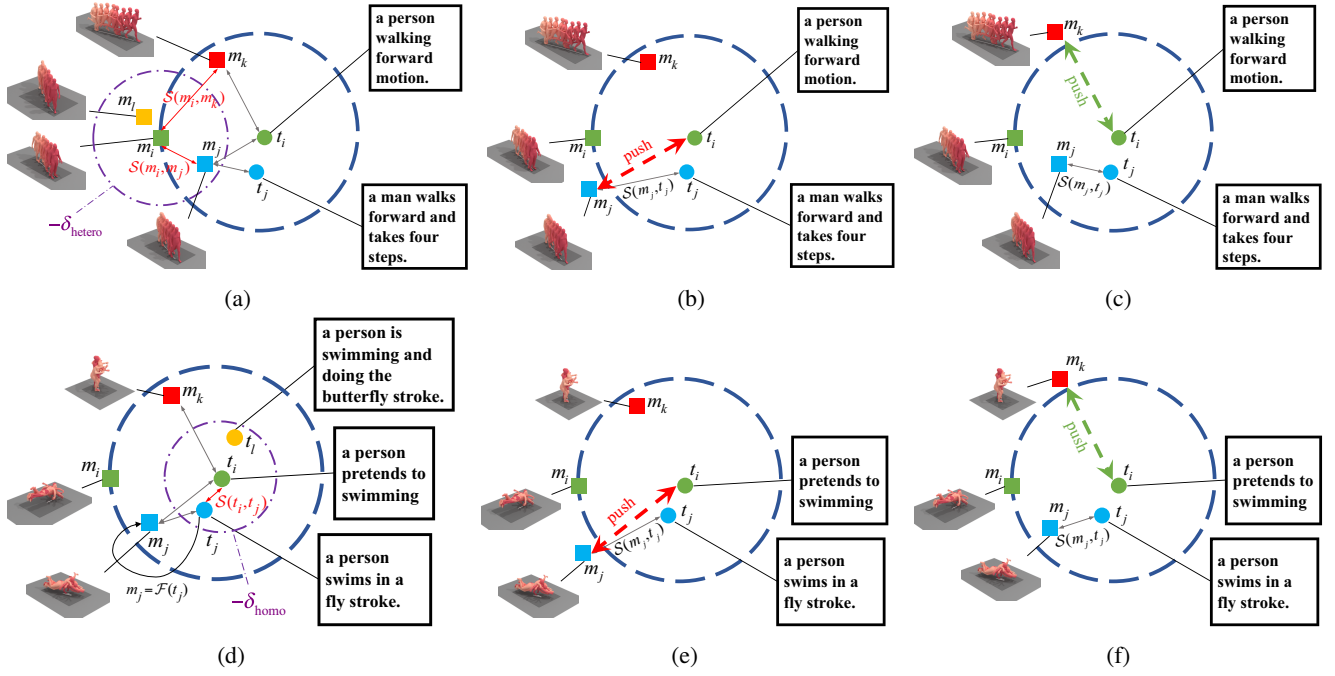 a person
walking
forward
motion.
m_k
S(m_i,m_k)
m_l
m_i
m_j
t_i
S(m_i,m_j)
t_j
−δ_hetero
a man walks
forward and
takes four
steps.
(a)
a person
walking
forward
motion.
m_k
m_i
t_i
push
S(m_j,t_j)
t_j
m_j
a man walks
forward and
takes four
steps.
(b)
a person
walking
forward
motion.
m_k
push
m_i
t_i
m_j
t_j
S(m_j,t_j)
a man walks
forward and
takes four
steps.
(c)
a person is
swimming and
doing the
butterfly stroke.
m_k
t_l
t_i
m_i
a person
pretends to
swimming
S(t_i,t_j)
m_j
t_j
m_j=F(t_j)
−δ_homo
a person
swims in a
fly stroke.
(d)
m_k
m_i
t_i
push
a person
pretends to
swimming
t_j
S(m_j,t_j)
m_j
a person
swims in a
fly stroke.
(e)
m_k
push
m_i
t_i
a person
pretends to
swimming
m_j
t_j
S(m_j,t_j)
a person
swims in a
fly stroke.
(f)